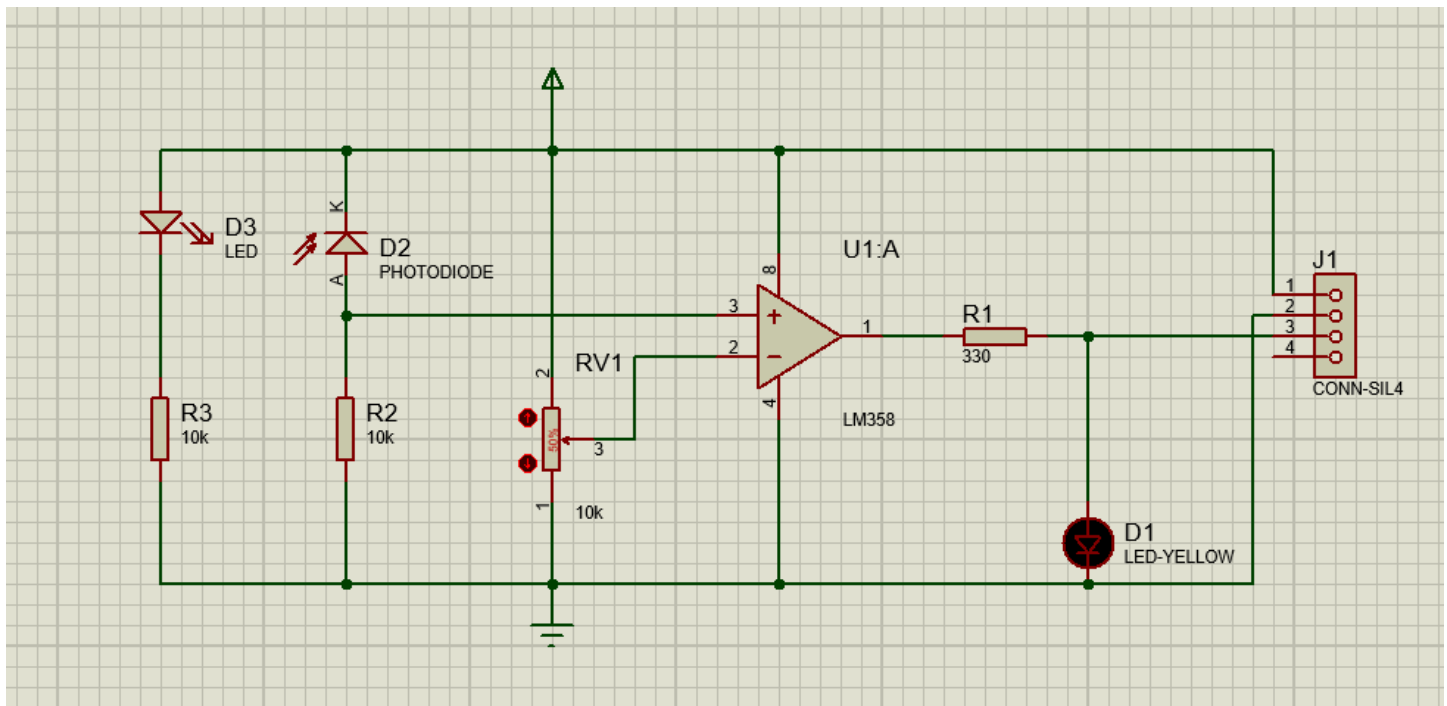 D3
LED
K
D2
PHOTODIODE
A
R3
10k
R2
10k
RV1
2
50%
3
1
10k
U1:A
8
3
+
2
−
1
4
LM358
R1
330
D1
LED-YELLOW
J1
1
2
3
4
CONN-SIL4